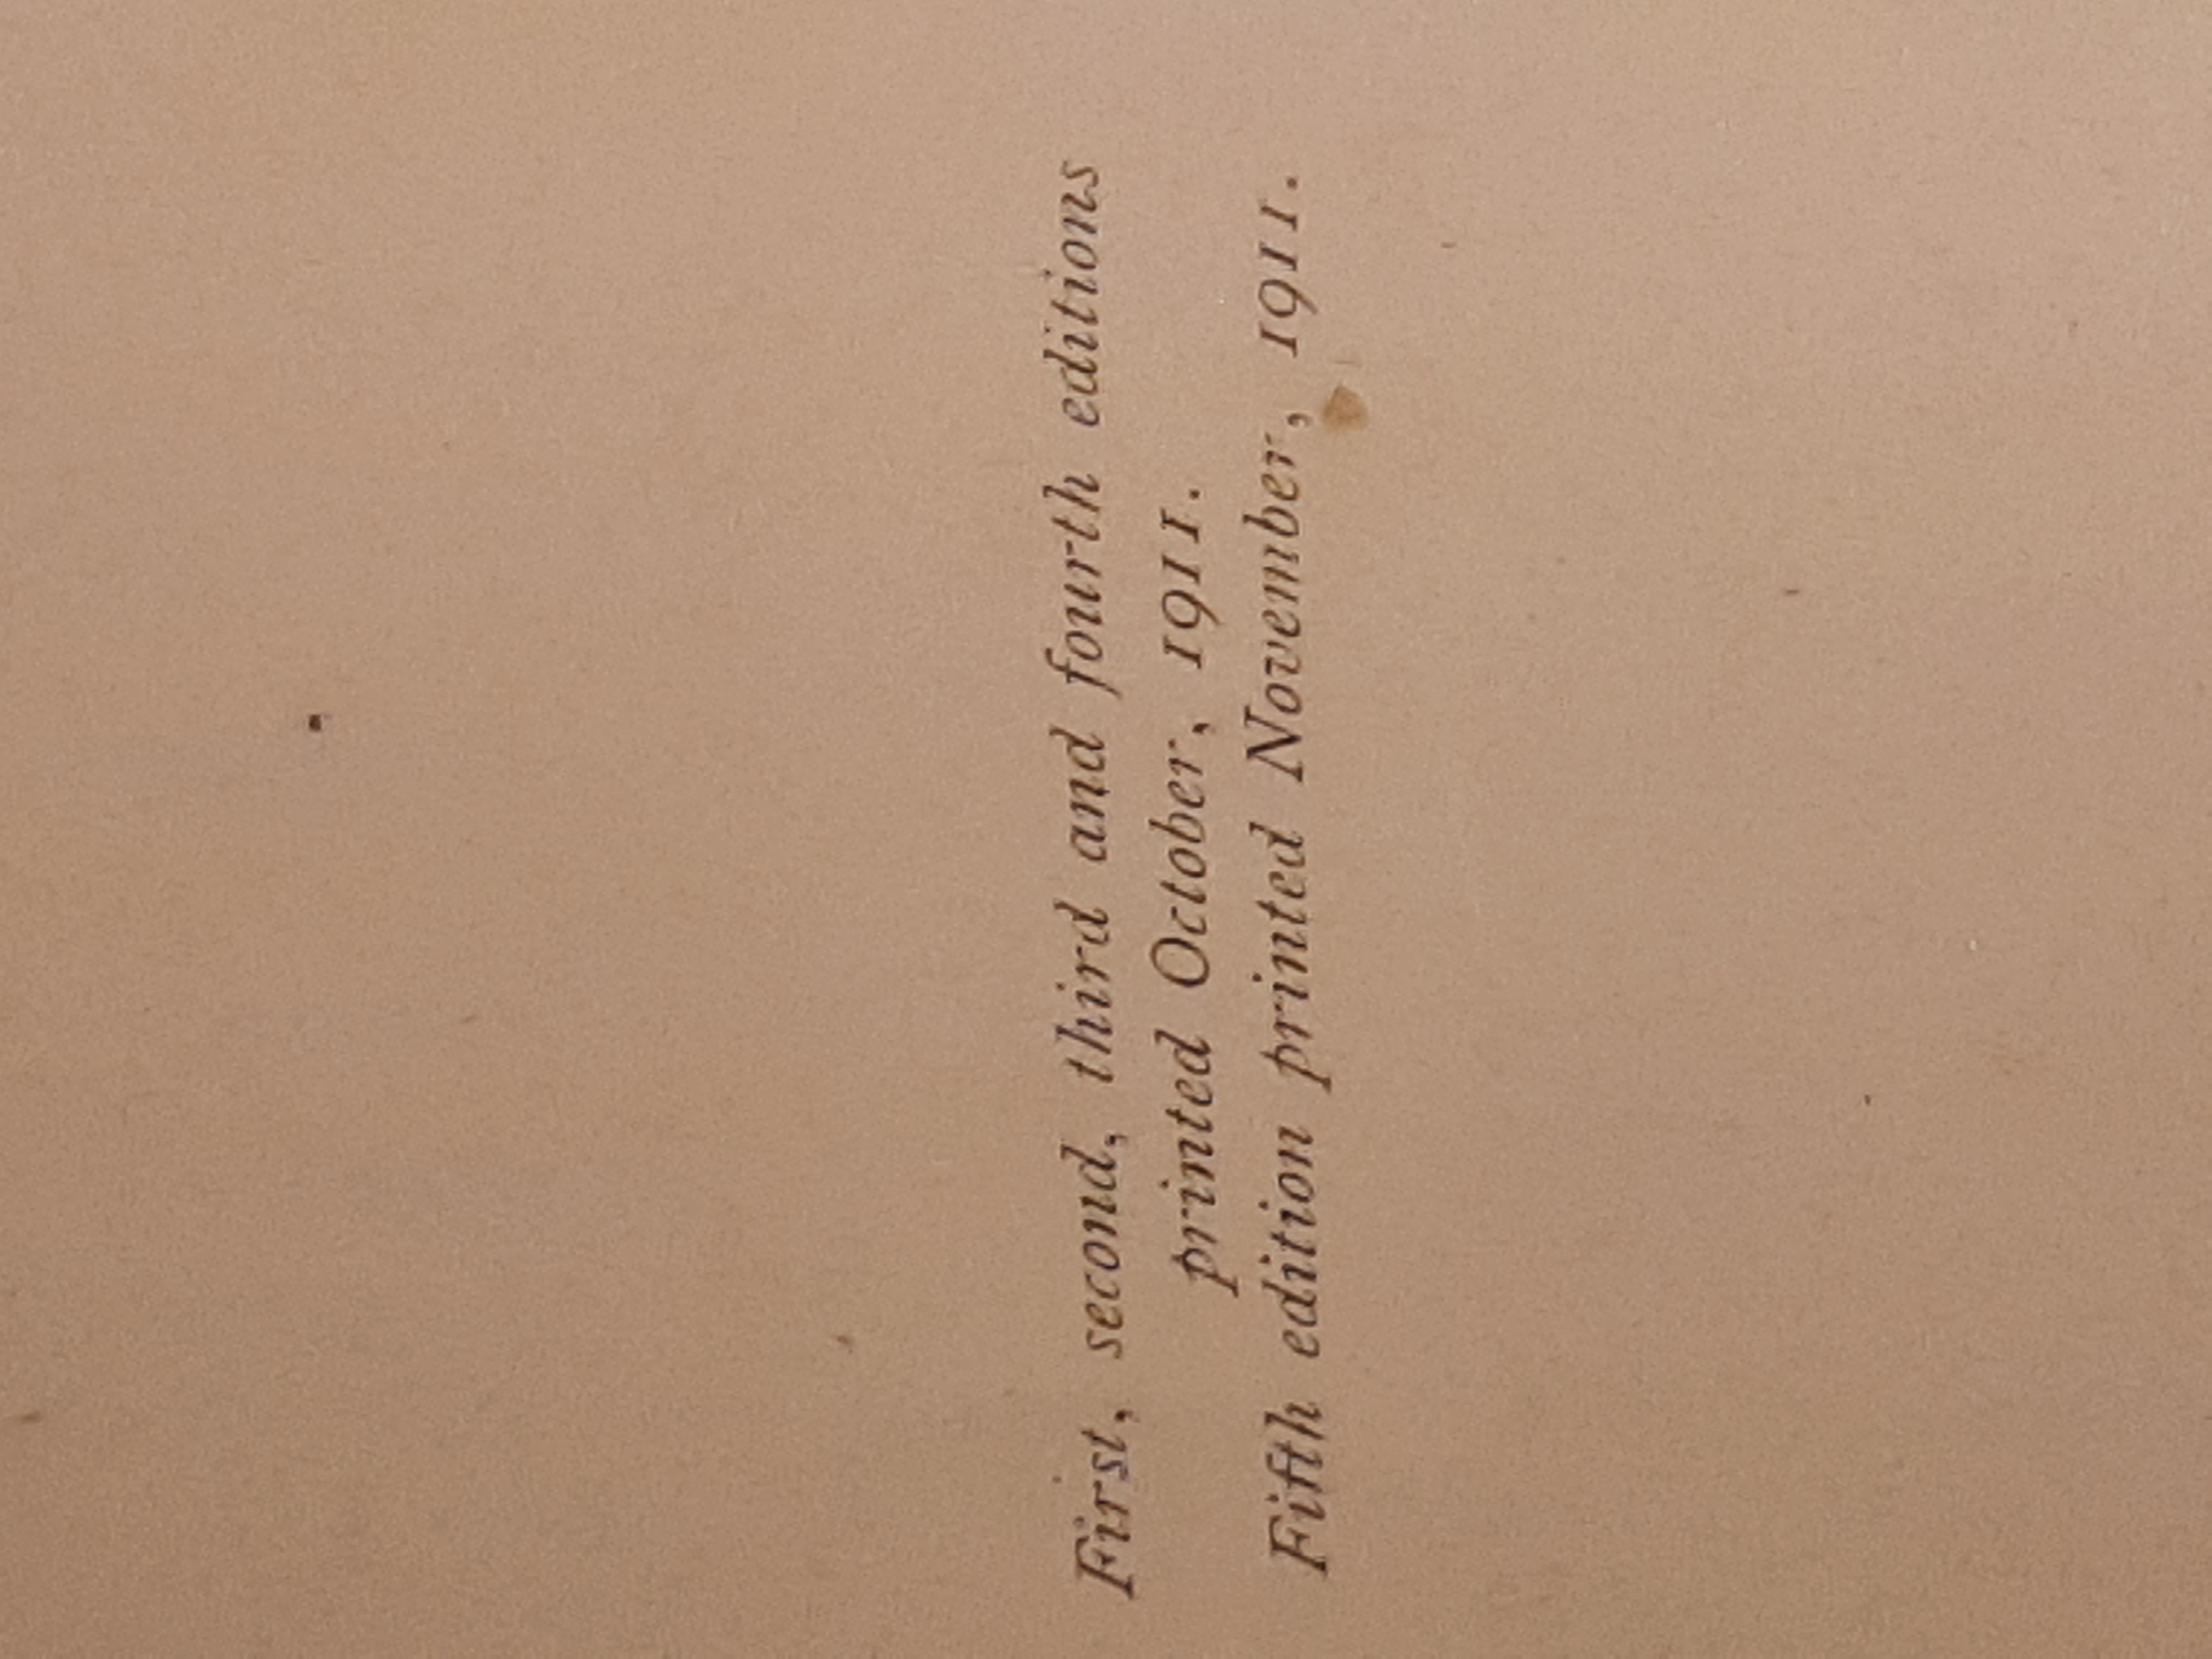 First, second, third and fourth editions
printed October, 1911.
Fifth edition printed November, 1911.